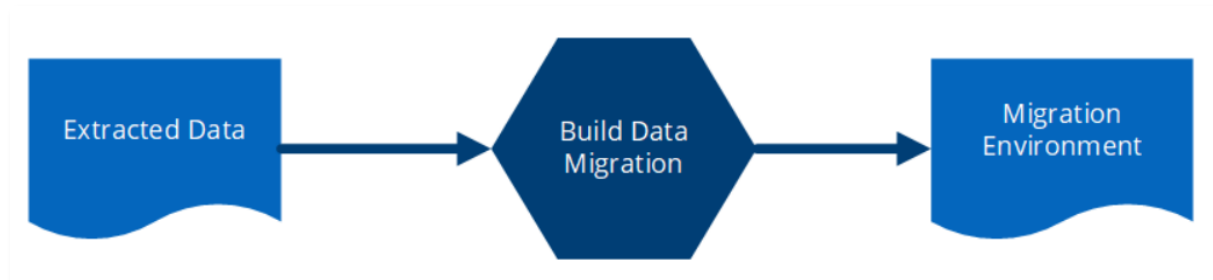 Extracted Data
Build Data
Migration
Migration
Environment